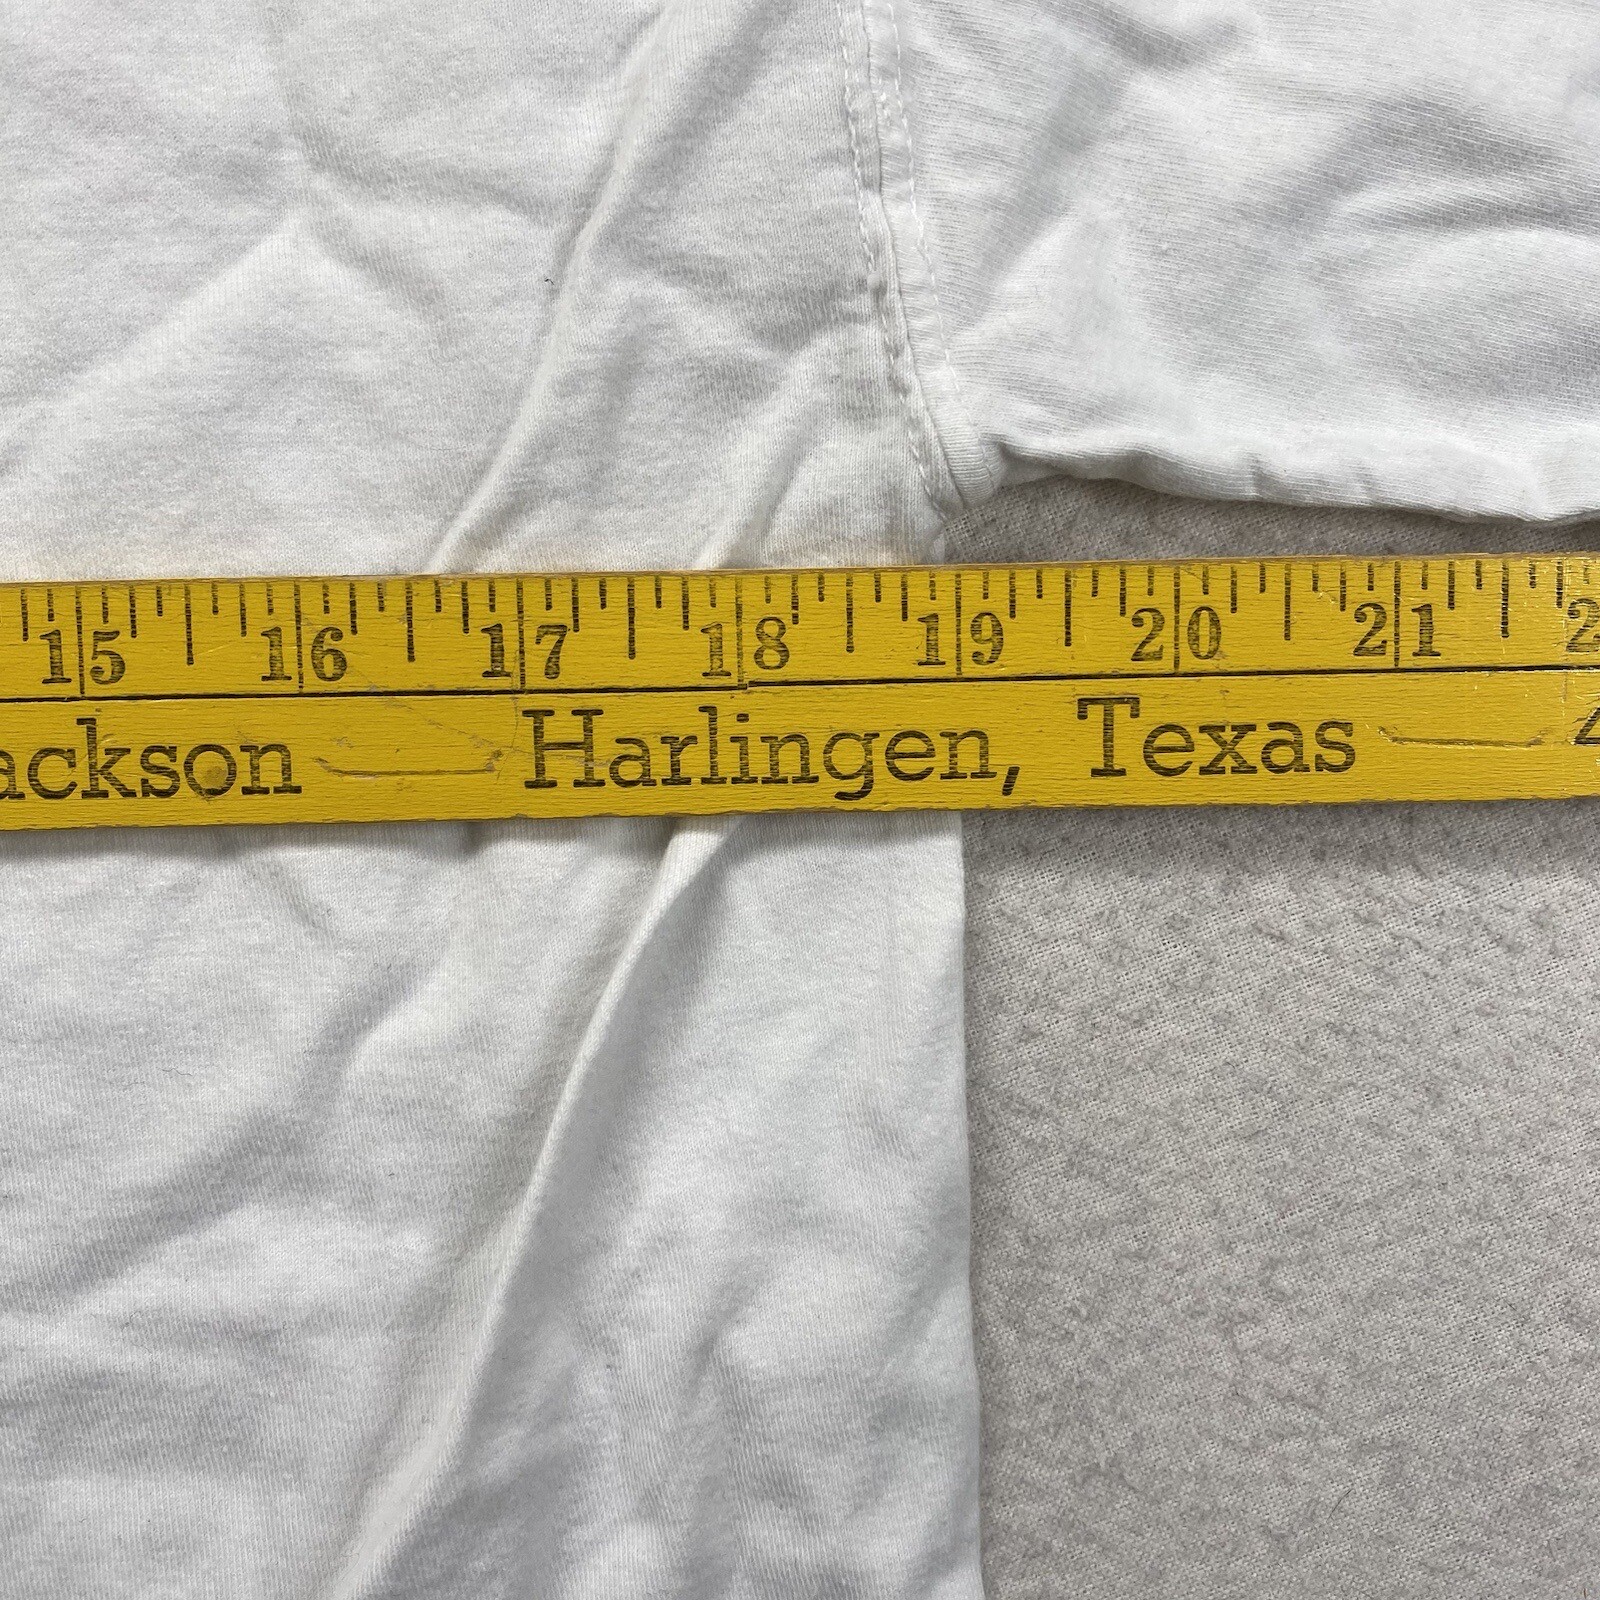 15 16 17 18 19 20 21
ackson Harlingen, Texas